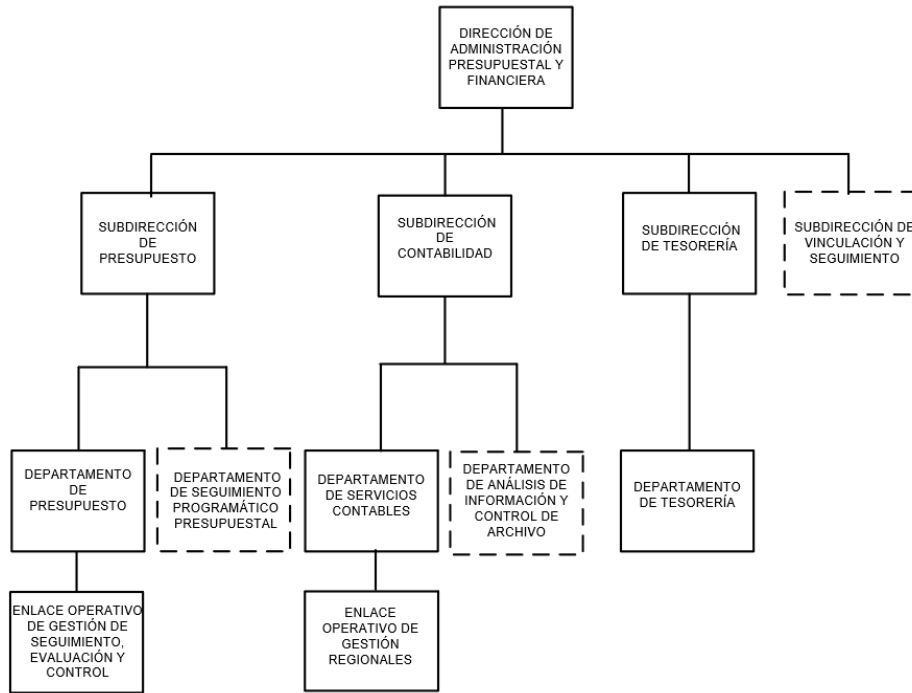 DIRECCIÓN DE
ADMINISTRACIÓN
PRESUPUESTAL Y
FINANCIERA
SUBDIRECCIÓN
DE
PRESUPUESTO
SUBDIRECCIÓN
DE
CONTABILIDAD
SUBDIRECCIÓN
DE TESORERÍA
SUBDIRECCIÓN DE
VINCULACIÓN Y
SEGUIMIENTO
DEPARTAMENTO
DE
PRESUPUESTO
DEPARTAMENTO
DE SEGUIMIENTO
PROGRAMÁTICO
PRESUPUESTAL
DEPARTAMENTO
DE SERVICIOS
CONTABLES
DEPARTAMENTO
DE ANÁLISIS DE
INFORMACIÓN Y
CONTROL DE
ARCHIVO
DEPARTAMENTO
DE TESORERÍA
ENLACE OPERATIVO
DE GESTIÓN DE
SEGUIMIENTO,
EVALUACIÓN Y
CONTROL
ENLACE
OPERATIVO DE
GESTIÓN
REGIONALES